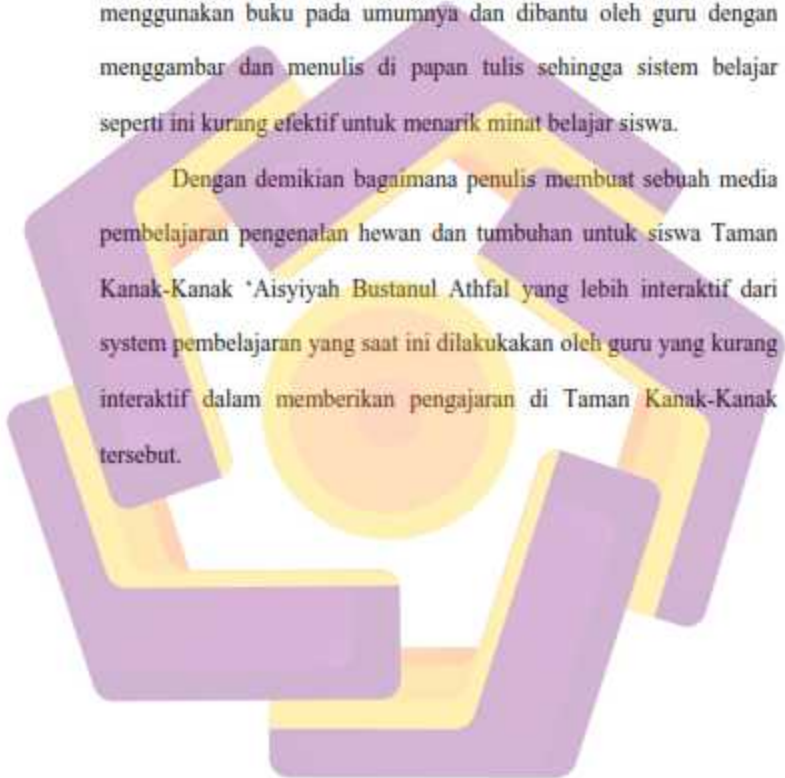 menggunakan buku pada umumnya dan dibantu oleh guru dengan
menggambar dan menulis di papan tulis sehingga sistem belajar
seperti ini kurang efektif untuk menarik minat belajar siswa.
Dengan demikian bagaimana penulis membuat sebuah media
pembelajaran pengenalan hewan dan tumbuhan untuk siswa Taman
Kanak-Kanak ‘Aisyiyah Bustanul Athfal yang lebih interaktif dari
system pembelajaran yang saat ini dilakukakan oleh guru yang kurang
interaktif dalam memberikan pengajaran di Taman Kanak-Kanak
tersebut.